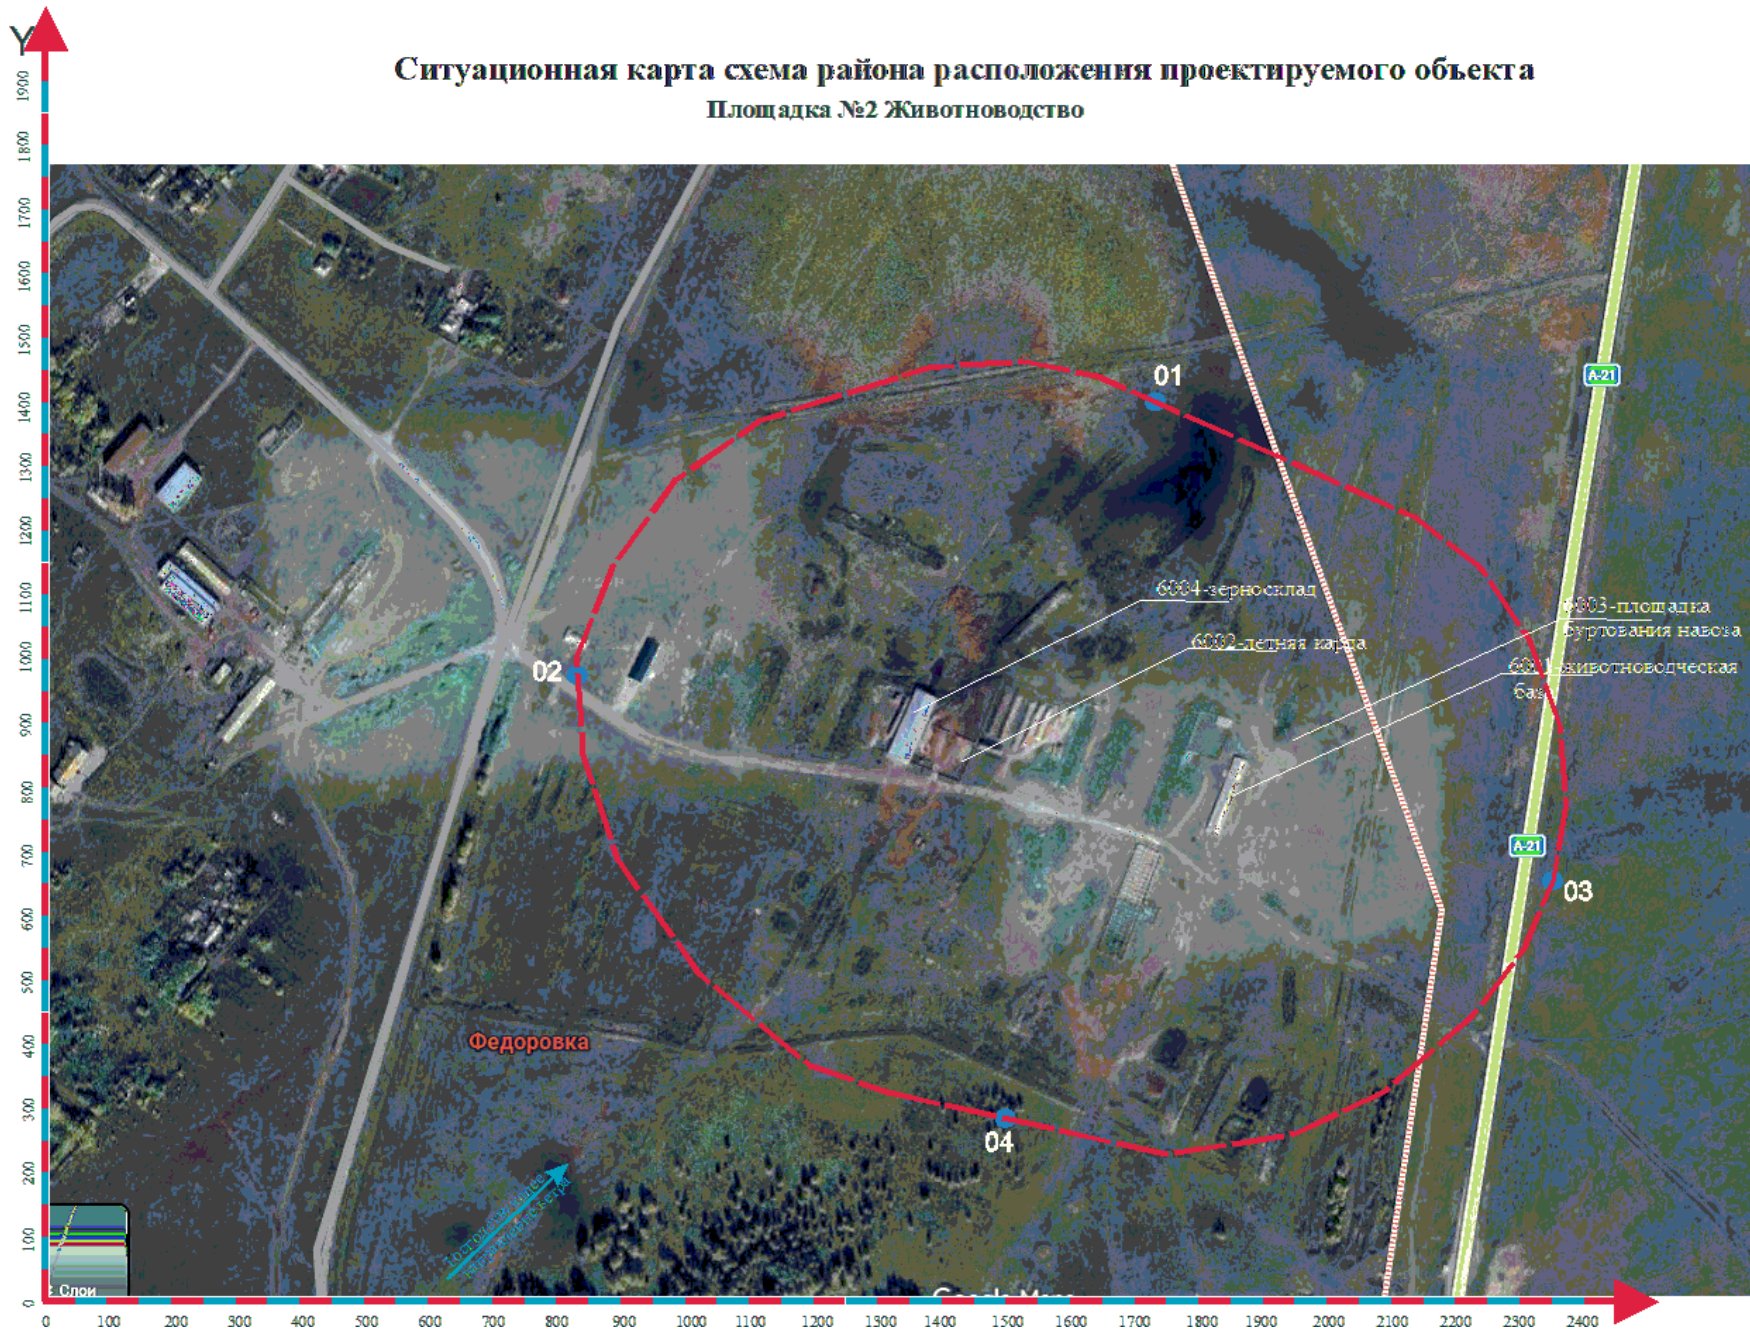 Y
Ситуационная карта схема района расположения проектируемого объекта
Площадка №2 Животноводство
1900
1800
1700
1600
1500
1400
1300
1200
1100
1000
900
800
700
600
500
400
300
200
100
0
01
A-21
6004-зерносклад
6003-площадка
буртования навоза
6002-летняя карда
02
6001-животноводческая
база
A-21
03
Федоровка
04
Слои
Google
0 100 200 300 400 500 600 700 800 900 1000 1100 1200 1300 1400 1500 1600 1700 1800 1900 2000 2100 2200 2300 2400